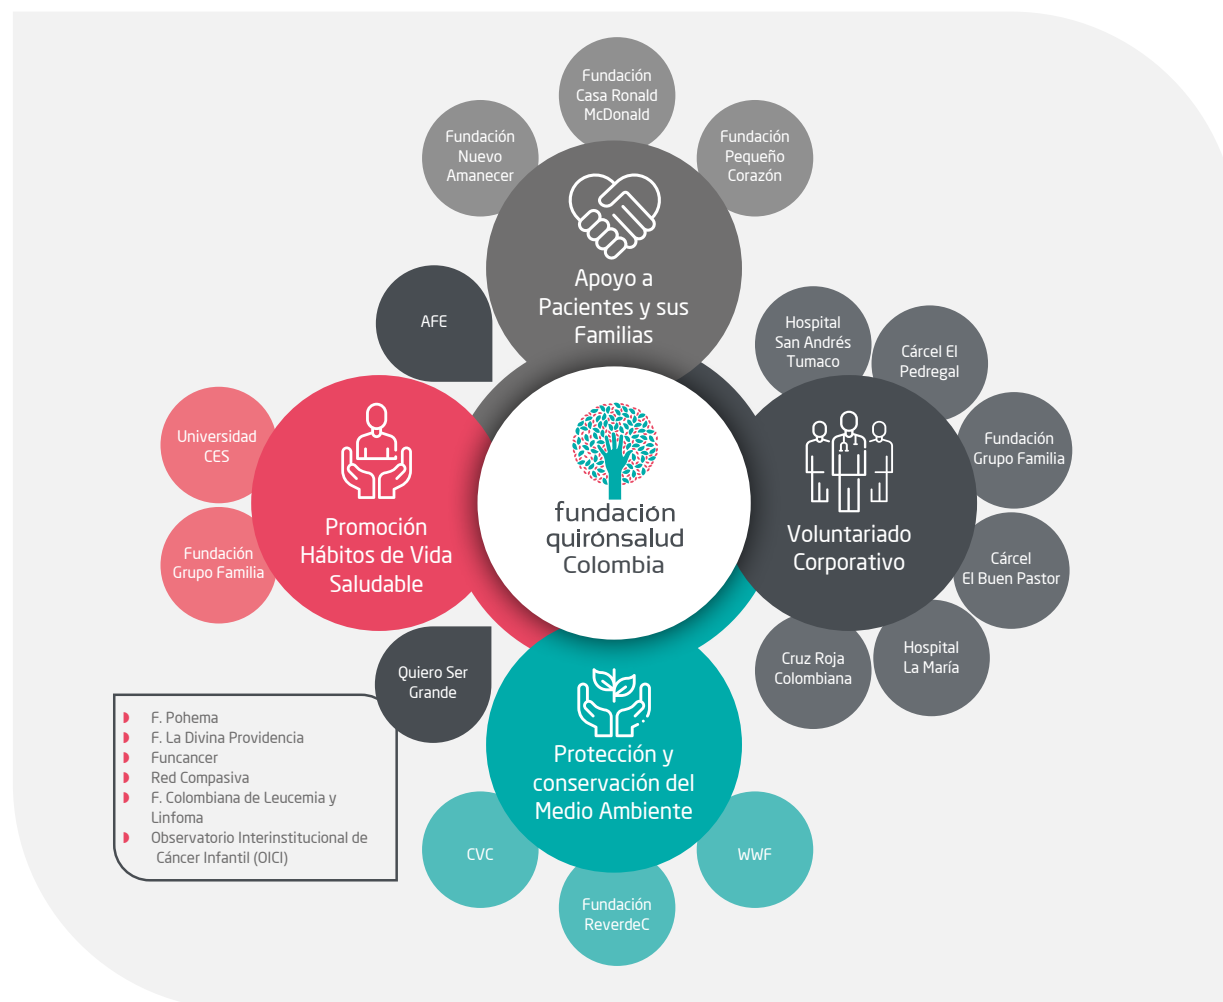 Fundación
Casa Ronald
McDonald
Fundación
Nuevo
Amanecer
Fundación
Pequeño
Corazón
Apoyo a
Pacientes y sus
Familias
AFE
Hospital
San Andrés
Tumaco
Cárcel El
Pedregal
Universidad
CES
Fundación
Grupo Familia
Promoción
Hábitos de Vida
Saludable
fundación
quirónsalud
Colombia
Voluntariado
Corporativo
Fundación
Grupo Familia
Cárcel
El Buen Pastor
Hospital
La María
Cruz Roja
Colombiana
Quiero Ser
Grande
F. Pohema
F. La Divina Providencia
Funcancer
Red Compasiva
F. Colombiana de Leucemia y
Linfoma
Observatorio Interinstitucional de
Cáncer Infantil (OICI)
Protección y
conservación del
Medio Ambiente
CVC
Fundación
ReverdeC
WWF